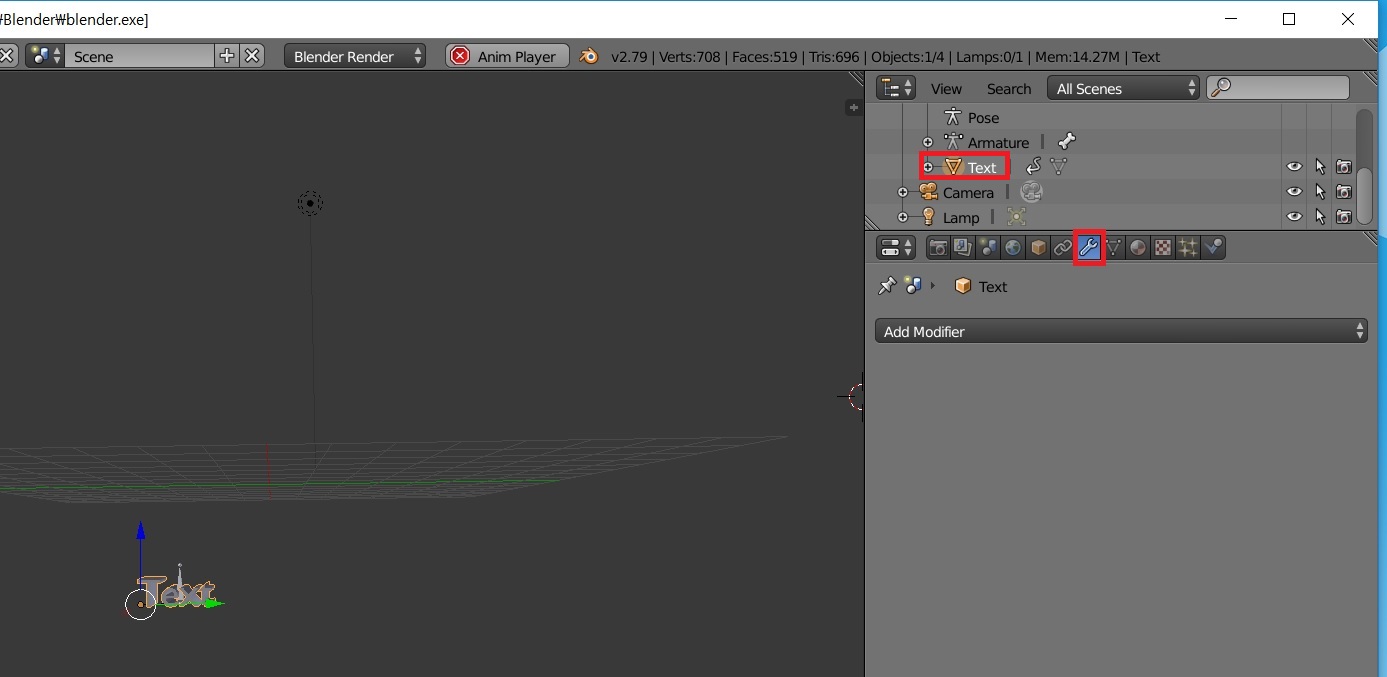 ₩Blender₩blender.exe]
Scene
Blender Render
Anim Player
v2.79 | Verts:708 | Faces:519 | Tris:696 | Objects:1/4 | Lamps:0/1 | Mem:14.27M | Text
View
Search
All Scenes
Pose
Armature
Text
Camera
Lamp
Text
Add Modifier
Text